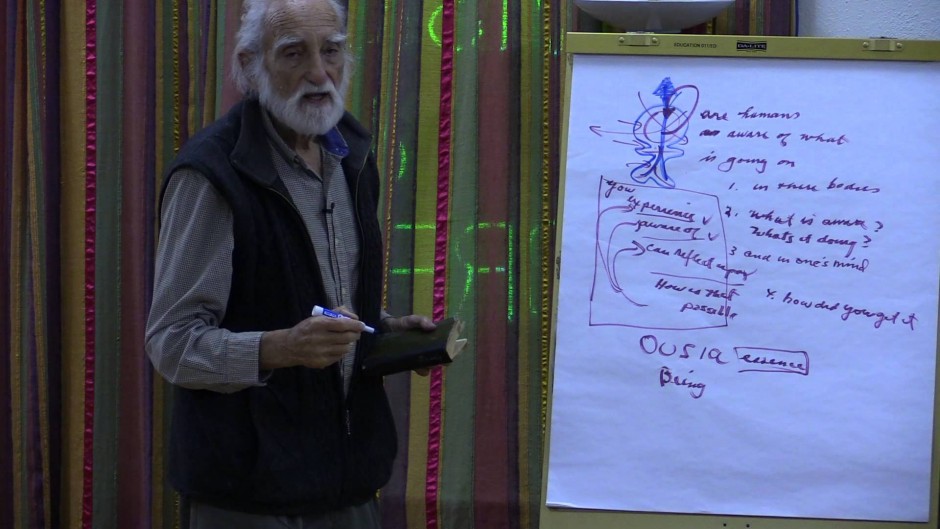 EDUCATION CITIES DA-LITE
are humans
aware of what
is going on
1. in their bodies
2. What is aware?
Whats it doing?
3 and in one's mind
4. how did you get it
You
experience
aware of
Can reflect upon
How is that
possible
OUSIA essence
Being